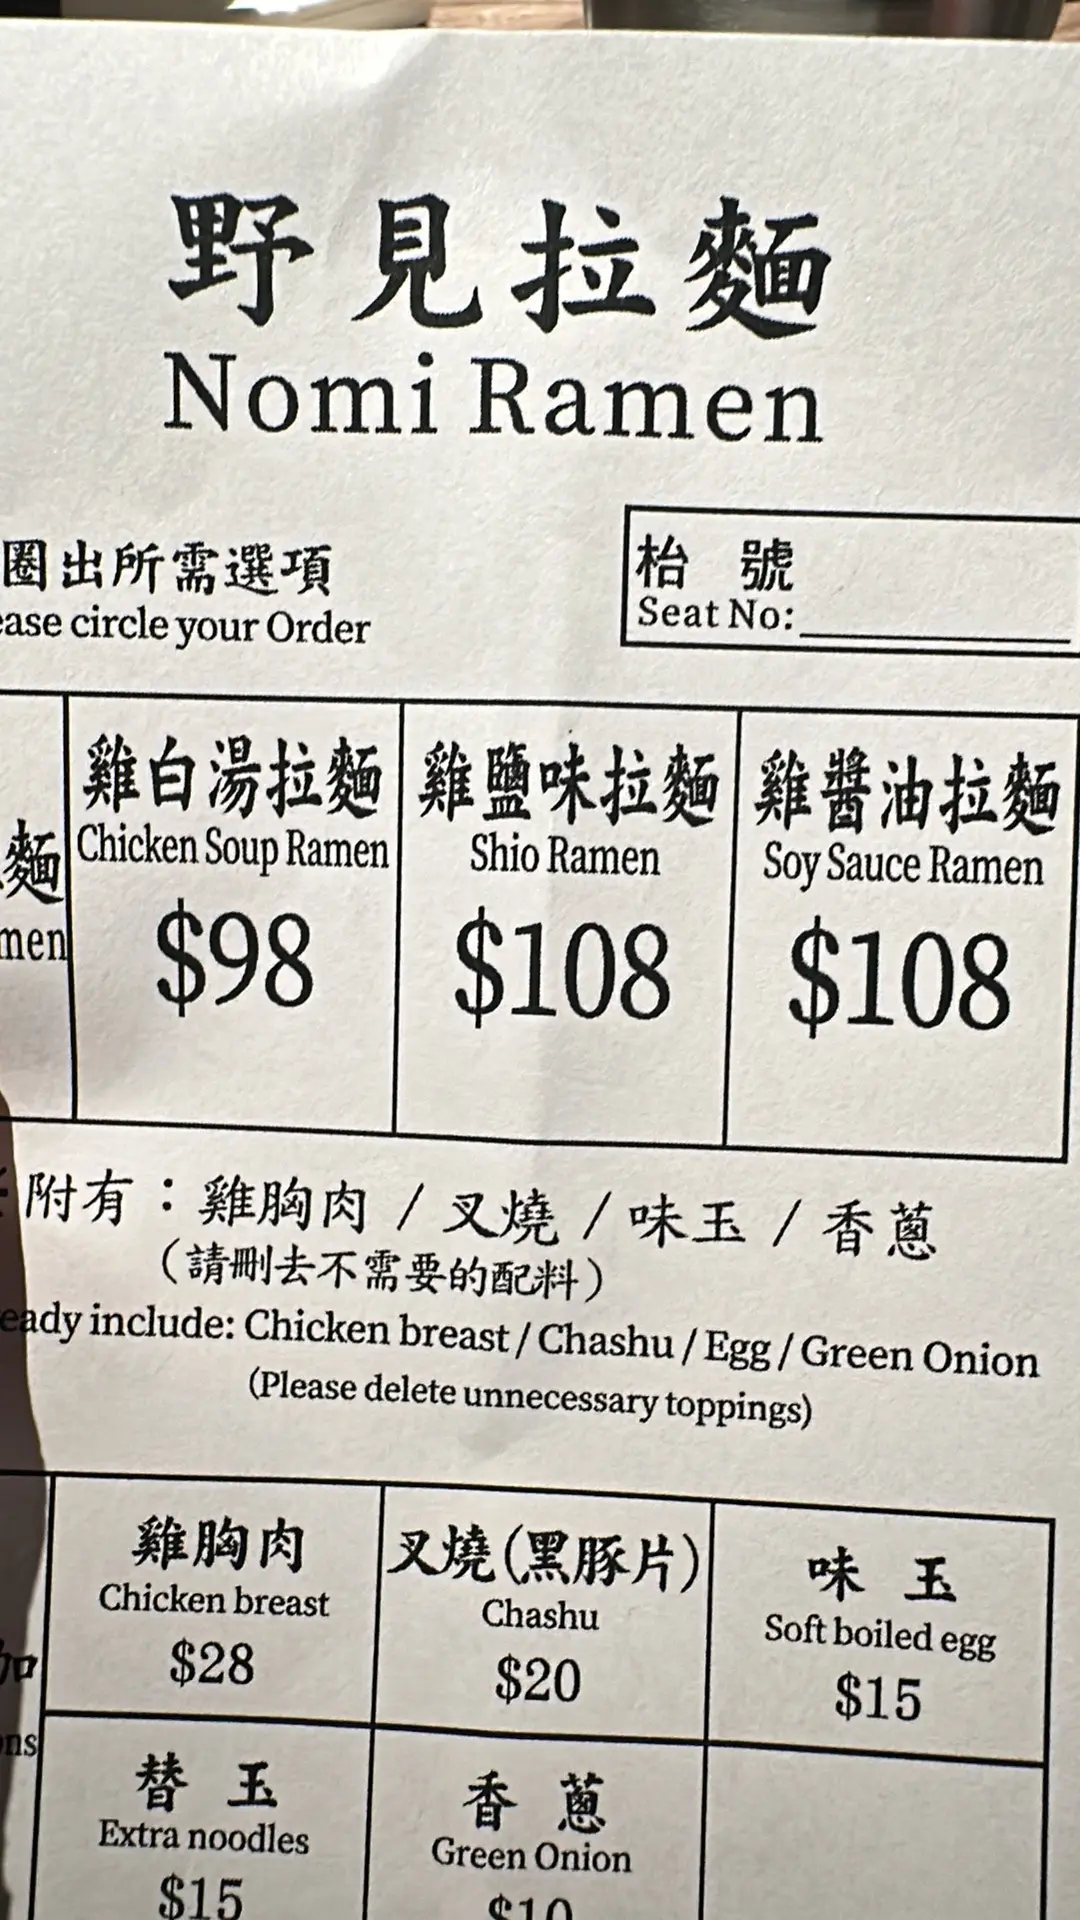 野見拉麵
Nomi Ramen
圈出所需選項
ease circle your Order
枱 號
Seat No:
麵
men
雞白湯拉麵
Chicken Soup Ramen
$98
雞鹽味拉麵
Shio Ramen
$108
雞醬油拉麵
Soy Sauce Ramen
$108
附有：雞胸肉 / 叉燒 / 味玉 / 香蔥
（請刪去不需要的配料）
eady include: Chicken breast / Chashu / Egg / Green Onion
(Please delete unnecessary toppings)
加
ons
雞胸肉
Chicken breast
$28
叉燒(黑豚片)
Chashu
$20
味 玉
Soft boiled egg
$15
替 玉
Extra noodles
$15
香 蔥
Green Onion
$10